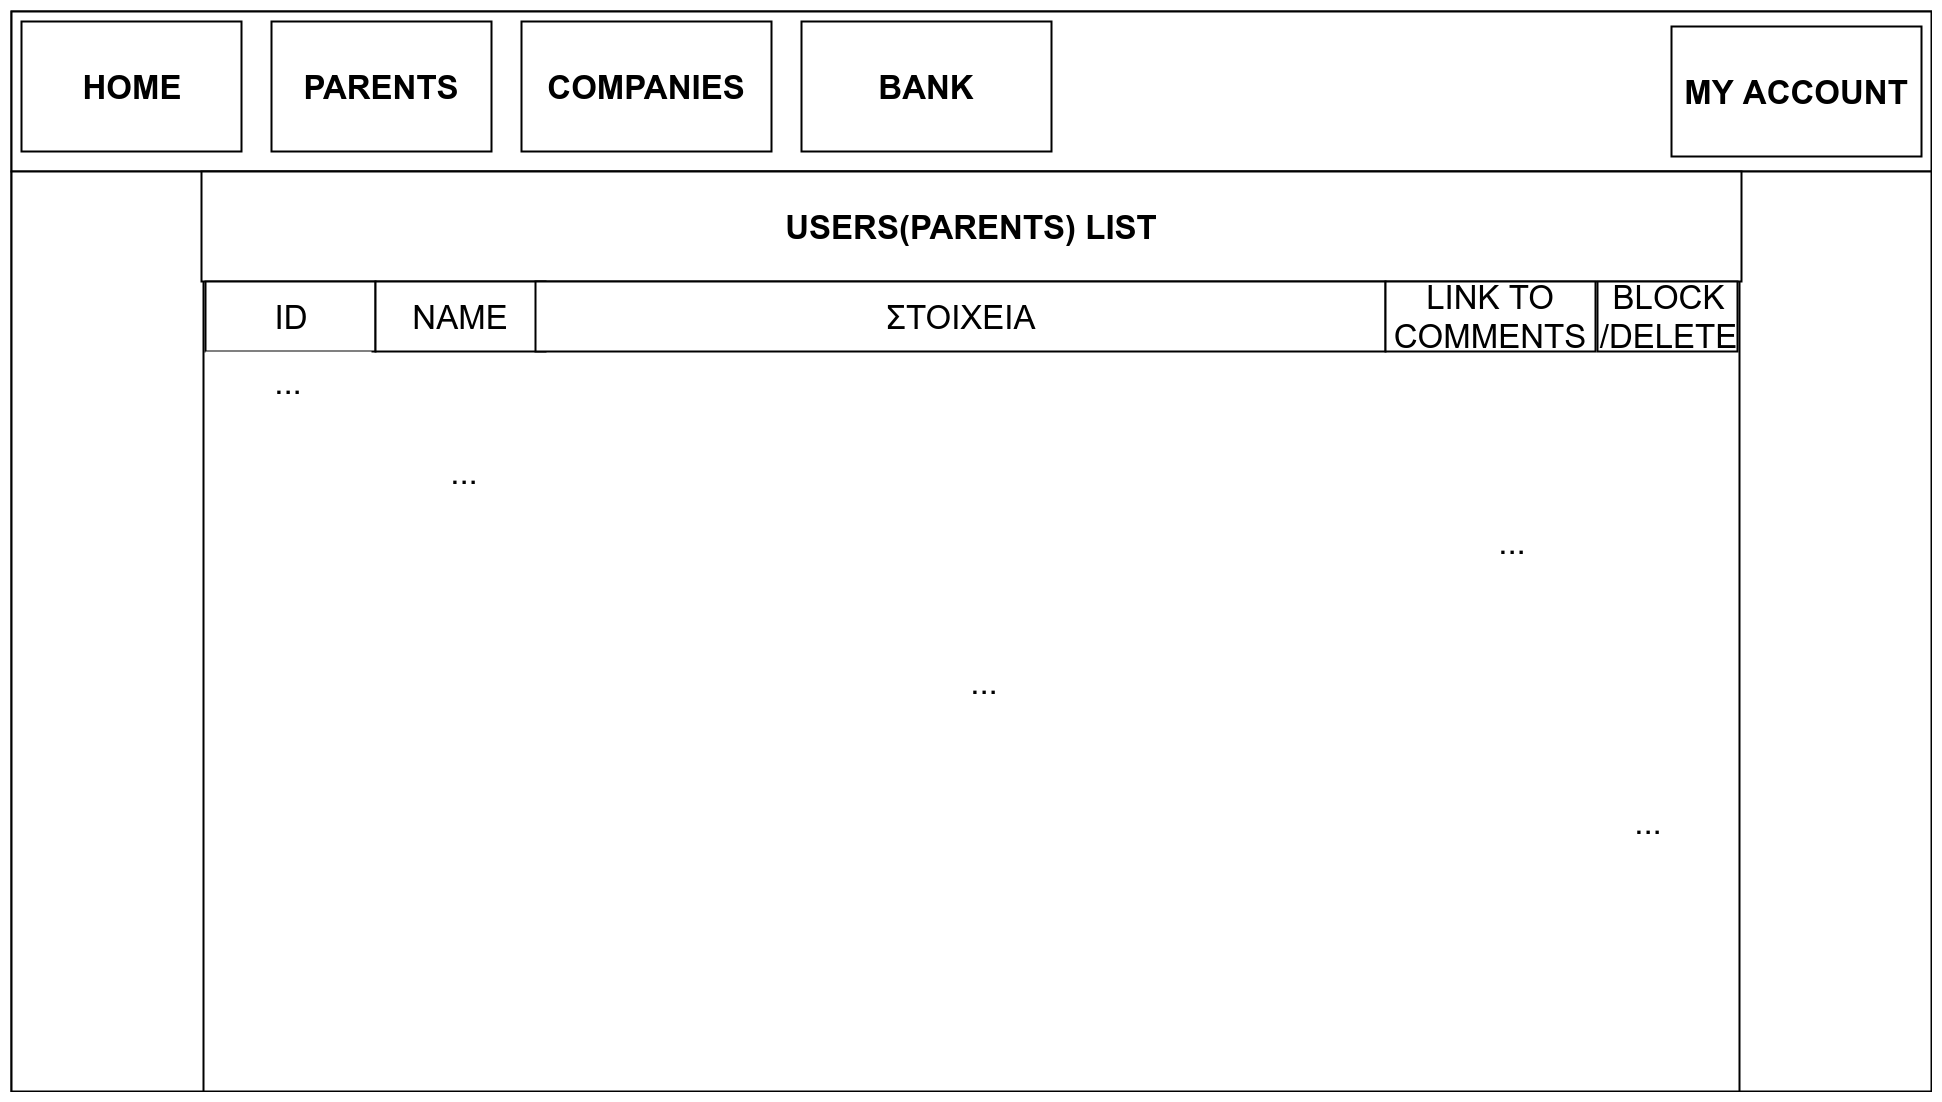 HOME PARENTS COMPANIES BANK MY ACCOUNT
USERS(PARENTS) LIST
ID NAME ΣΤΟΙΧΕΙΑ LINK TO COMMENTS BLOCK /DELETE
...
...
...
...
...